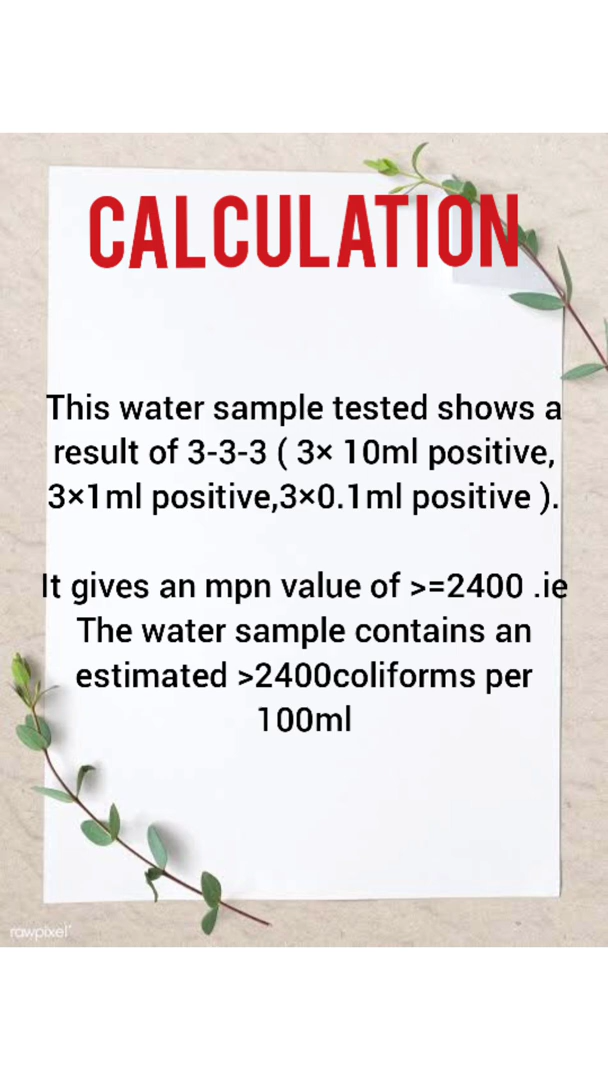 CALCULATION
This water sample tested shows a
result of 3-3-3 ( 3× 10ml positive,
3×1ml positive,3×0.1ml positive ).
It gives an mpn value of >=2400 .ie
The water sample contains an
estimated >2400coliforms per
100ml
rawpixel